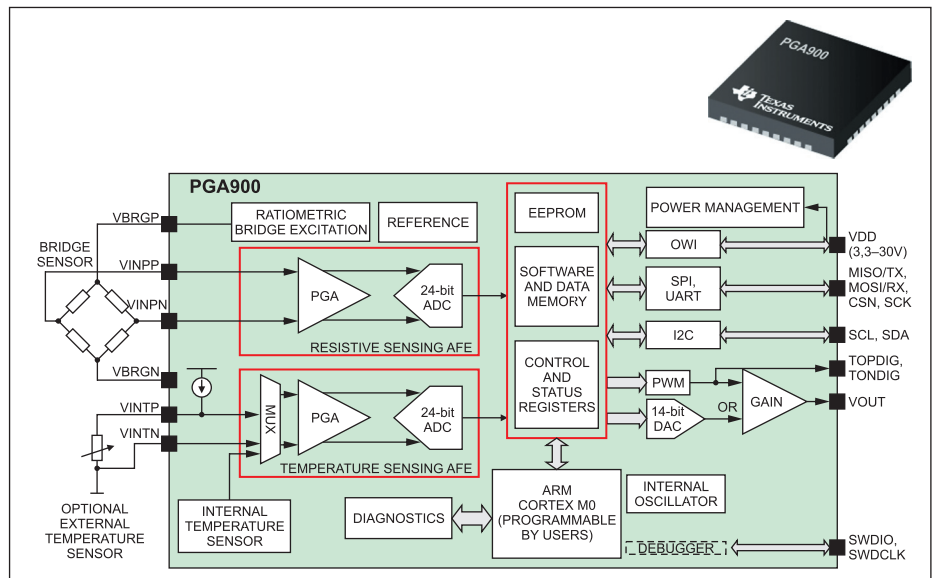 PGA900
TEXAS
INSTRUMENTS
PGA900
VBRGP
RATIOMETRIC
BRIDGE EXCITATION
REFERENCE
EEPROM
POWER MANAGEMENT
BRIDGE
SENSOR
VINPP
VINPN
PGA
24-bit
ADC
RESISTIVE SENSING AFE
SOFTWARE
AND DATA
MEMORY
OWI
VDD
(3,3–30V)
SPI,
UART
MISO/TX,
MOSI/RX,
CSN, SCK
I2C
SCL, SDA
VBRGN
VINTP
VINTN
MUX
PGA
24-bit
ADC
TEMPERATURE SENSING AFE
CONTROL
AND
STATUS
REGISTERS
PWM
14-bit
DAC
OR
GAIN
TOPDIG,
TONDIG
VOUT
OPTIONAL
EXTERNAL
TEMPERATURE
SENSOR
INTERNAL
TEMPERATURE
SENSOR
DIAGNOSTICS
ARM
CORTEX M0
(PROGRAMMABLE
BY USERS)
INTERNAL
OSCILLATOR
DEBUGGER
SWDIO,
SWDCLK